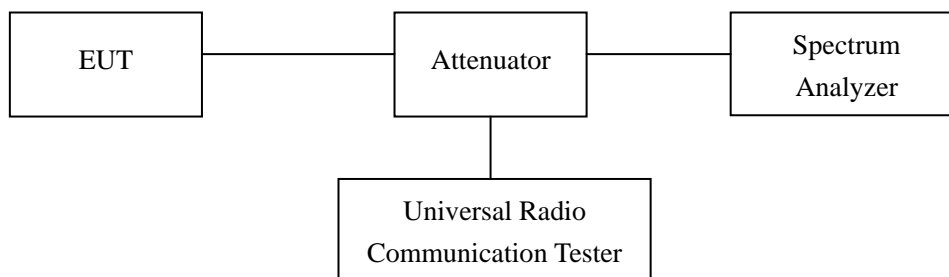 EUT
Attenuator
Spectrum
Analyzer
Universal Radio
Communication Tester